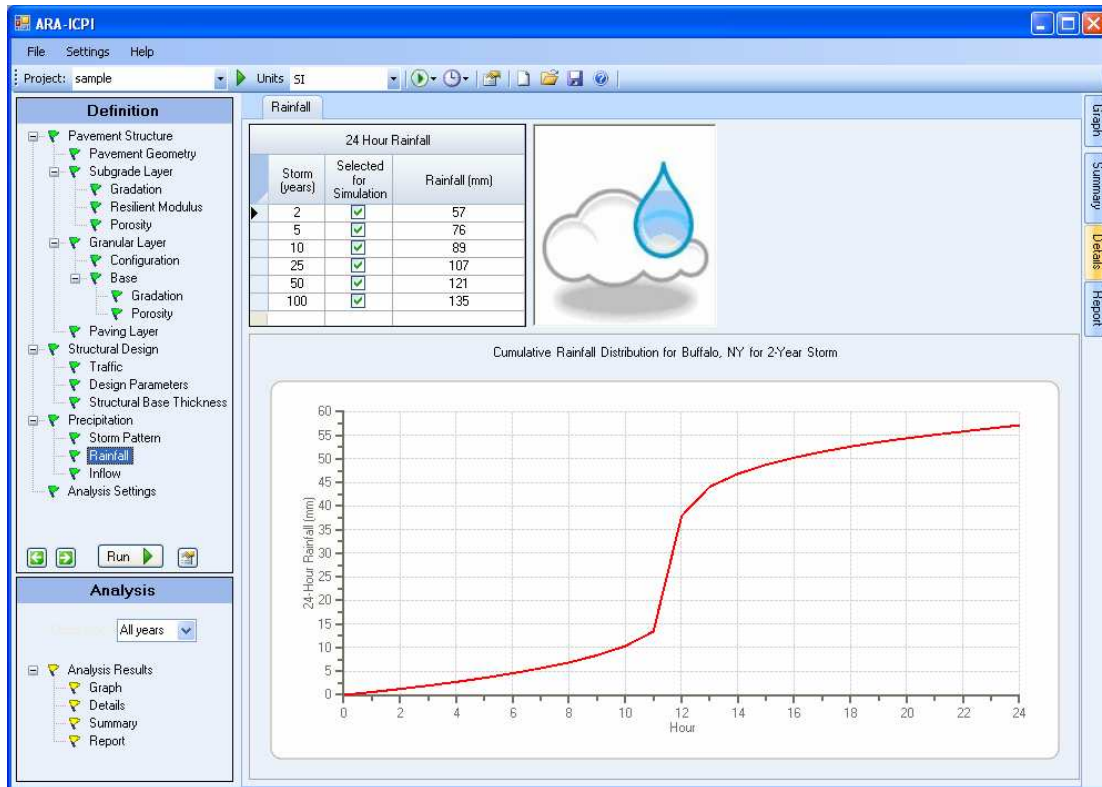 ARA-ICPI
File Settings Help
Project: sample Units SI
Definition
Pavement Structure
Pavement Geometry
Subgrade Layer
Gradation
Resilient Modulus
Porosity
Granular Layer
Configuration
Base
Gradation
Porosity
Paving Layer
Structural Design
Traffic
Design Parameters
Structural Base Thickness
Precipitation
Storm Pattern
Rainfall
Inflow
Analysis Settings
Run
Analysis
All years
Analysis Results
Graph
Details
Summary
Report
Rainfall
24 Hour Rainfall
Storm (years) Selected for Simulation Rainfall (mm)
2 57
5 76
10 89
25 107
50 121
100 135
Cumulative Rainfall Distribution for Buffalo, NY for 2-Year Storm
24-Hour Rainfall (mm)
60
55
50
45
40
35
30
25
20
15
10
5
0
0 2 4 6 8 10 12 14 16 18 20 22 24
Hour
Graph
Summary
Details
Report